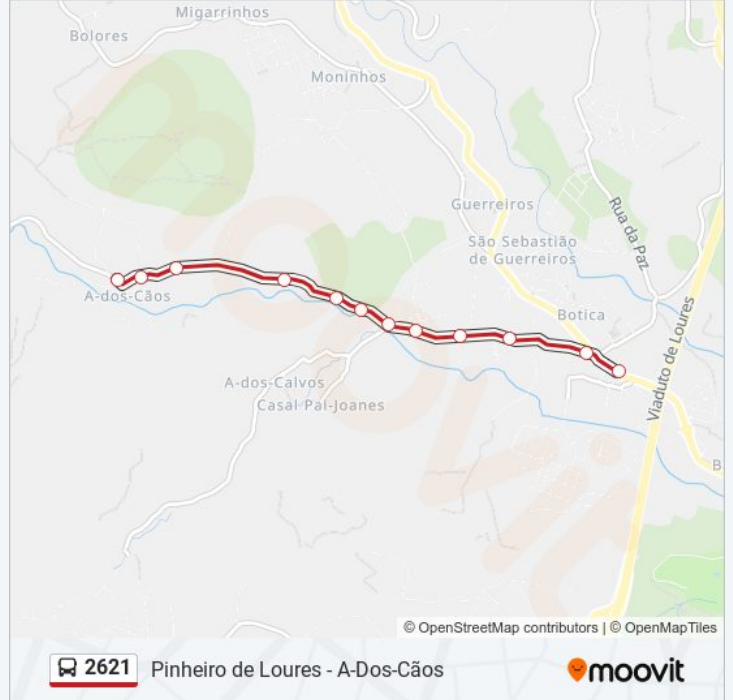 Migarrinhos
Bolores
Moninhos
Guerreiros
Rua da Paz
São Sebastião
de Guerreiros
A-dos-Cãos
Botica
Viaduto de Loures
A-dos-Calvos
Casal Pai-Joanes
B
moovit
© OpenStreetMap contributors | © OpenMapTiles
2621 Pinheiro de Loures - A-Dos-Cãos
moovit